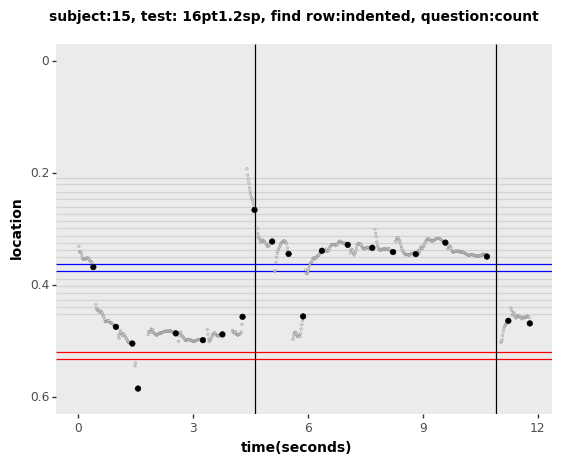 subject:15, test: 16pt1.2sp, find row:indented, question:count
0
0.2
0.4
0.6
location
0 3 6 9 12
time(seconds)